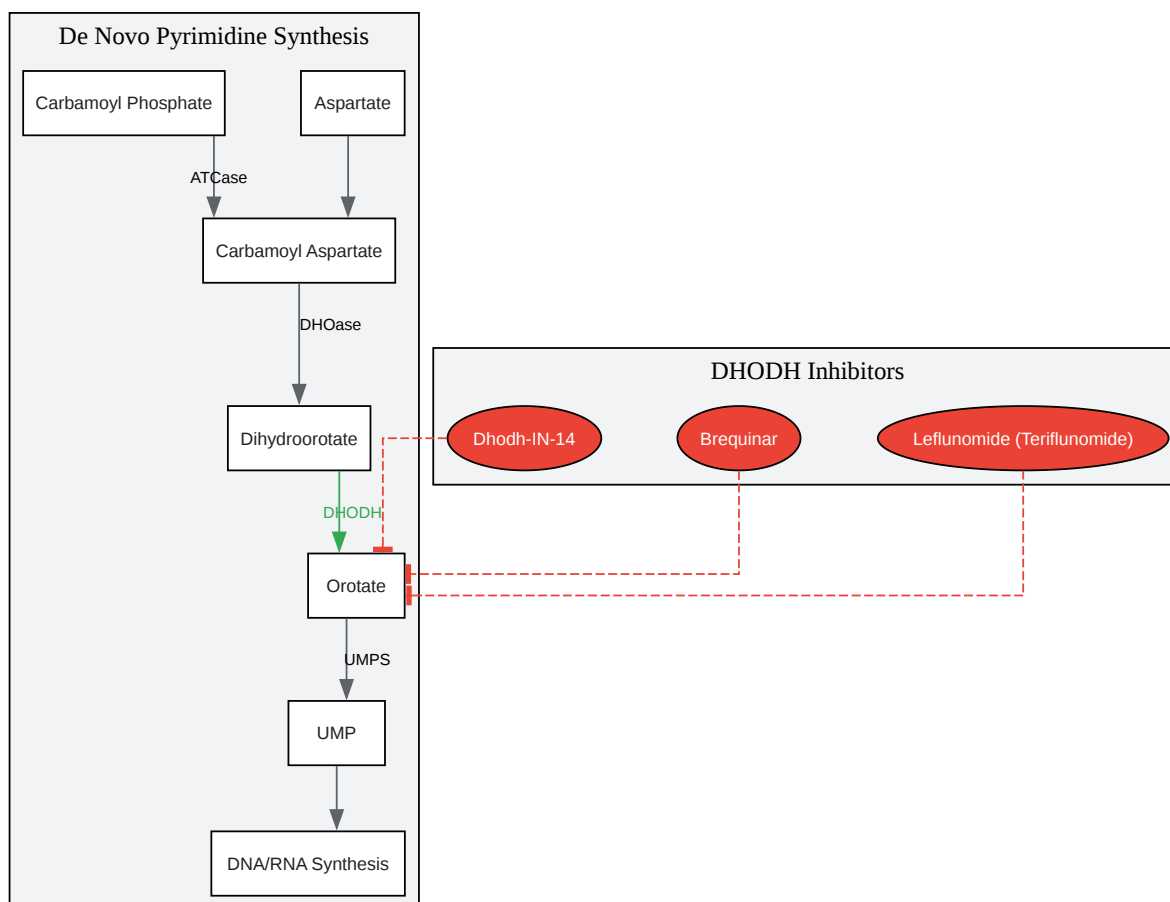 De Novo Pyrimidine Synthesis
Carbamoyl Phosphate
Aspartate
ATCase
Carbamoyl Aspartate
DHOase
DHODH Inhibitors
Dihydroorotate
Dhodh-IN-14
Brequinar
Leflunomide (Teriflunomide)
DHODH
Orotate
UMPS
UMP
DNA/RNA Synthesis